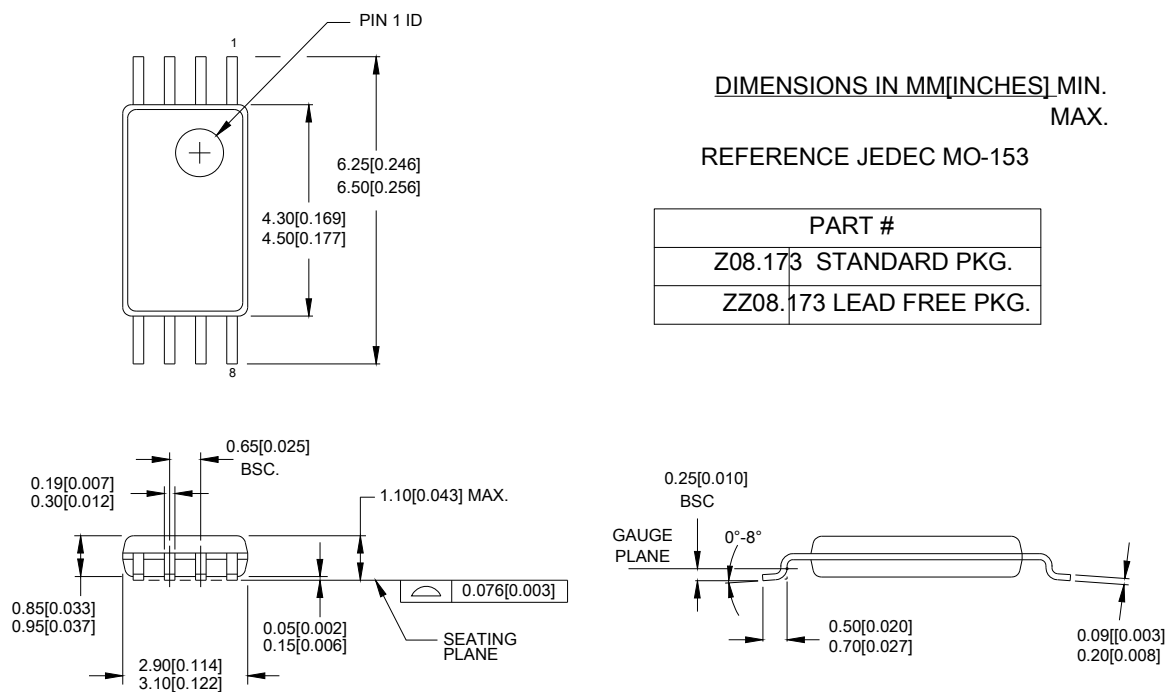 PIN 1 ID
1
DIMENSIONS IN MM[INCHES] MIN.
MAX.
REFERENCE JEDEC MO-153
6.25[0.246]
6.50[0.256]
4.30[0.169]
4.50[0.177]
PART #
Z08.173 STANDARD PKG.
ZZ08.173 LEAD FREE PKG.
8
0.65[0.025]
BSC.
0.19[0.007]
0.30[0.012]
1.10[0.043] MAX.
0.85[0.033]
0.95[0.037]
0.076[0.003]
0.05[0.002]
0.15[0.006]
SEATING
PLANE
2.90[0.114]
3.10[0.122]
0.25[0.010]
BSC
GAUGE
PLANE
0°-8°
0.50[0.020]
0.70[0.027]
0.09[[0.003]
0.20[0.008]